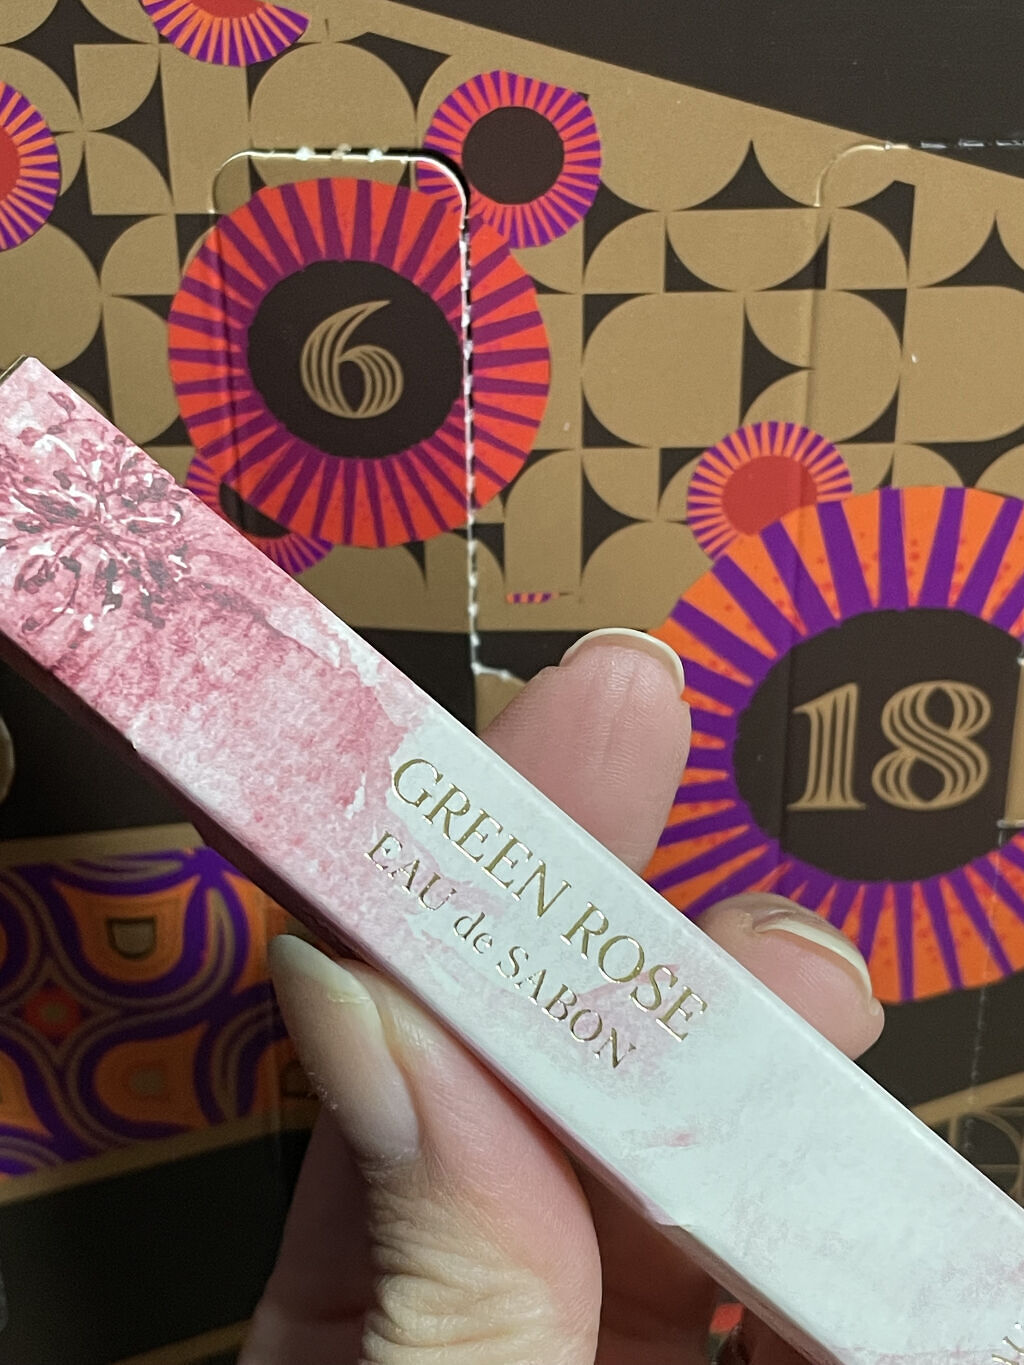 6
18
GREEN ROSE
EAU de SABON